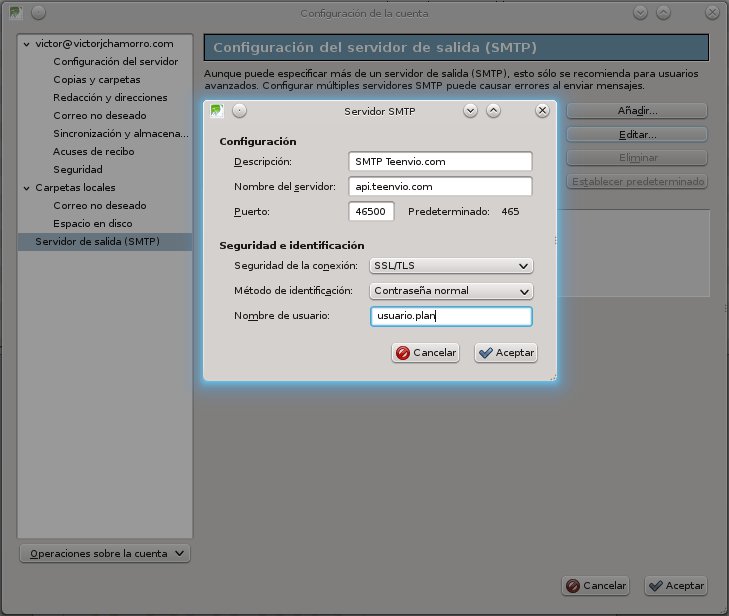 Configuración de la cuenta
victor@victorjchamorro.com
Configuración del servidor
Copias y carpetas
Redacción y direcciones
Correo no deseado
Sincronización y almacena...
Acuses de recibo
Seguridad
Carpetas locales
Correo no deseado
Espacio en disco
Servidor de salida (SMTP)
Operaciones sobre la cuenta
Configuración del servidor de salida (SMTP)
Aunque puede especificar más de un servidor de salida (SMTP), esto sólo se recomienda para usuarios
avanzados. Configurar múltiples servidores SMTP puede causar errores al enviar mensajes.
Añadir...
Editar...
Eliminar
Establecer predeterminado
Servidor SMTP
Configuración
Descripción: SMTP Teenvio.com
Nombre del servidor: api.teenvio.com
Puerto: 46500 Predeterminado: 465
Seguridad e identificación
Seguridad de la conexión: SSL/TLS
Método de identificación: Contraseña normal
Nombre de usuario: usuario.plan
Cancelar Aceptar
Cancelar Aceptar